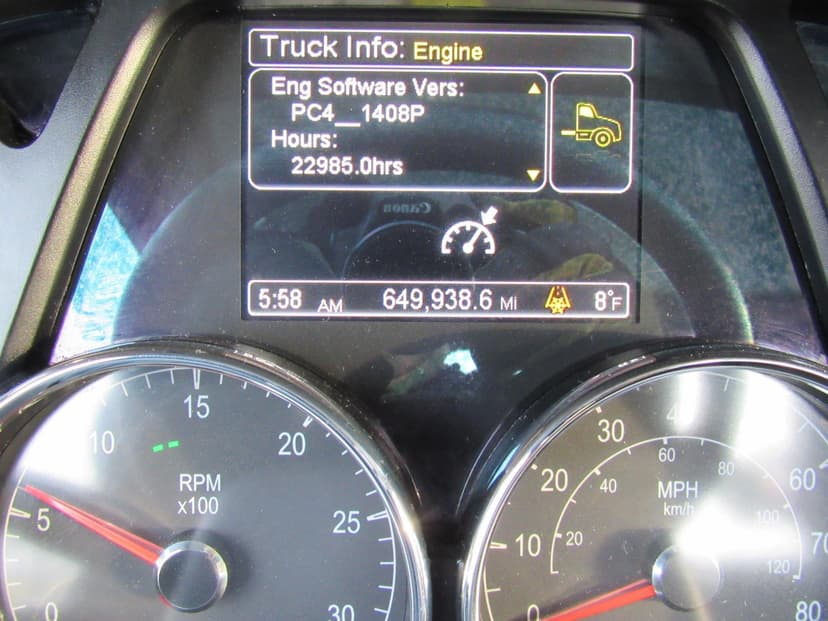 Truck Info: Engine
Eng Software Vers:
PC4__1408P
Hours:
22985.0hrs
Canon
5:58 AM 649,938.6 MI 8°F
0 5 10 15 20 25 30
RPM
x100
0 10 20 30 60 80
20 40 60 80 100 120
MPH
km/h